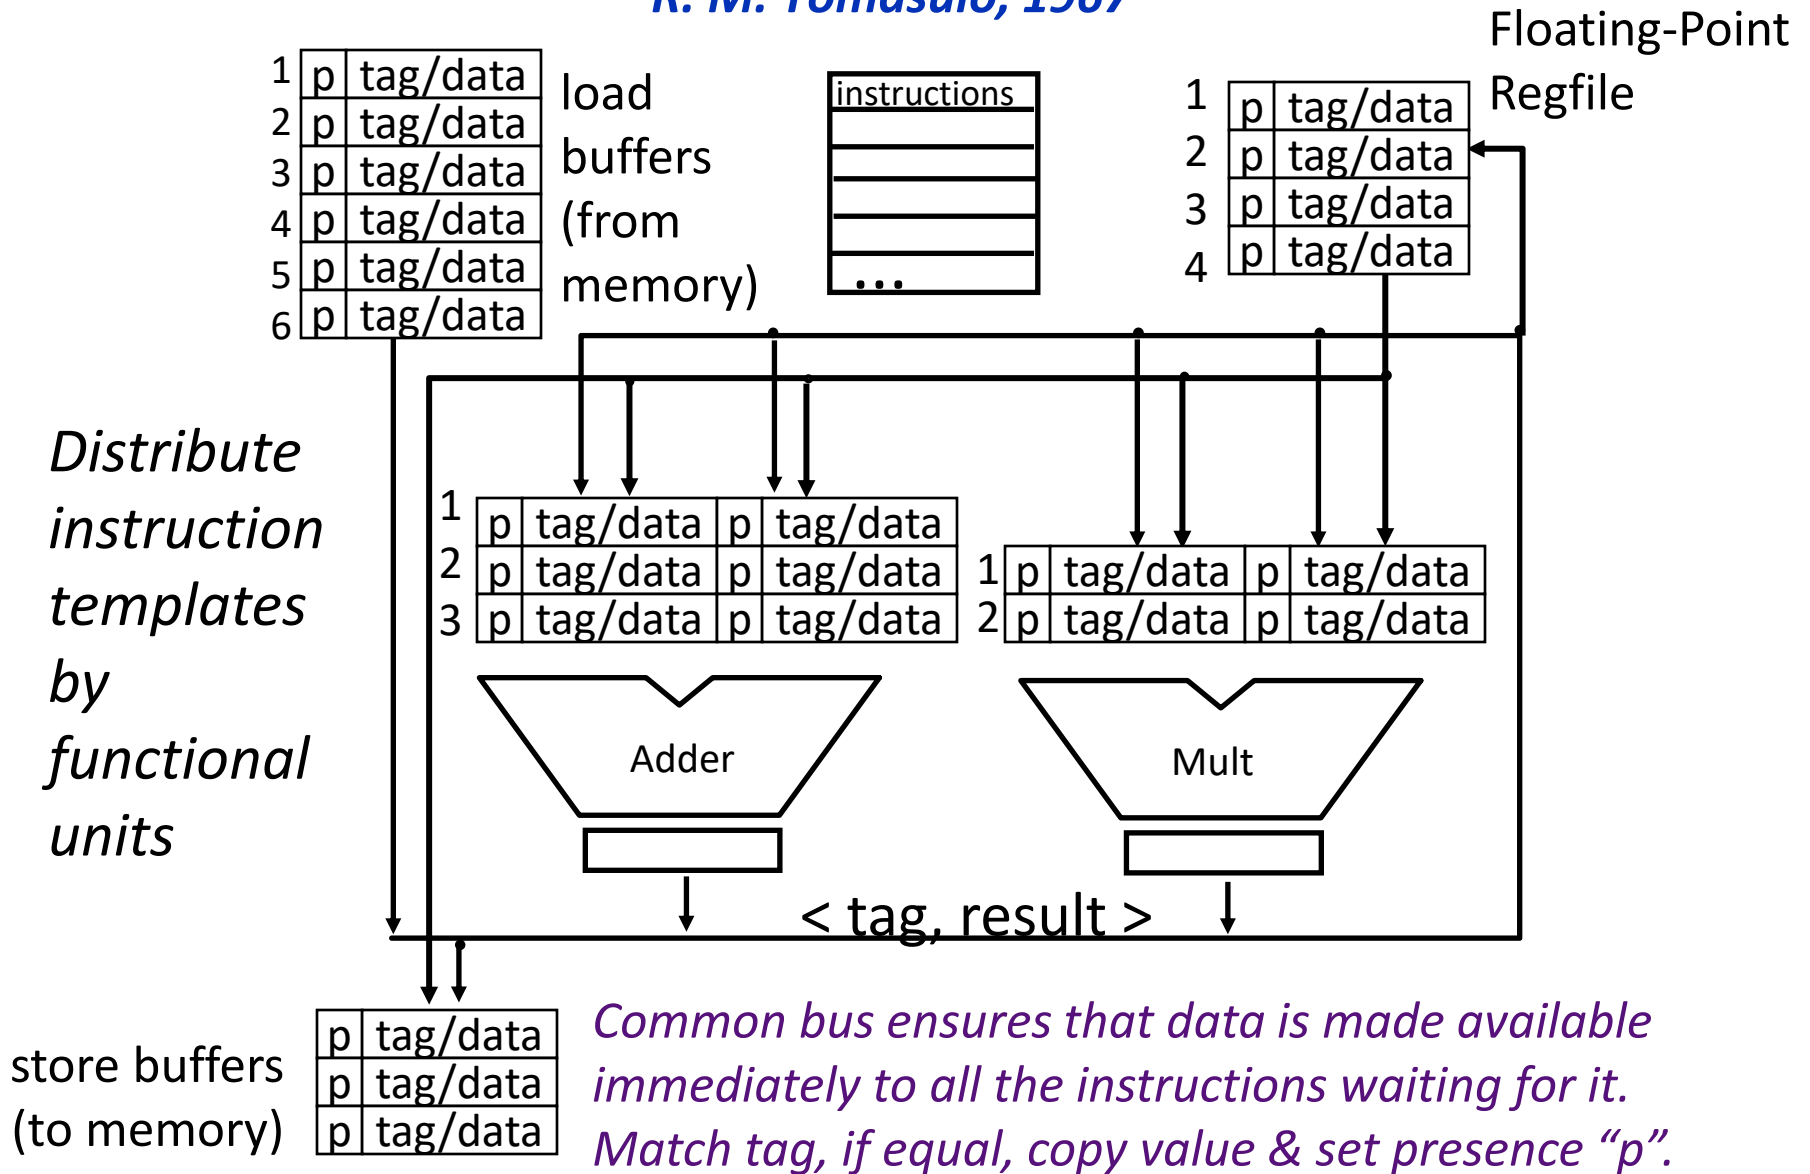 R. M. Tomasulo, 1967
Floating-Point
Regfile
1 p tag/data
2 p tag/data
3 p tag/data
4 p tag/data
5 p tag/data
6 p tag/data
load
buffers
(from
memory)
instructions
...
1 p tag/data
2 p tag/data
3 p tag/data
4 p tag/data
Distribute
instruction
templates
by
functional
units
1 p tag/data p tag/data
2 p tag/data p tag/data
3 p tag/data p tag/data
1 p tag/data p tag/data
2 p tag/data p tag/data
Adder
Mult
< tag, result >
store buffers
(to memory)
p tag/data
p tag/data
p tag/data
Common bus ensures that data is made available
immediately to all the instructions waiting for it.
Match tag, if equal, copy value & set presence “p”.